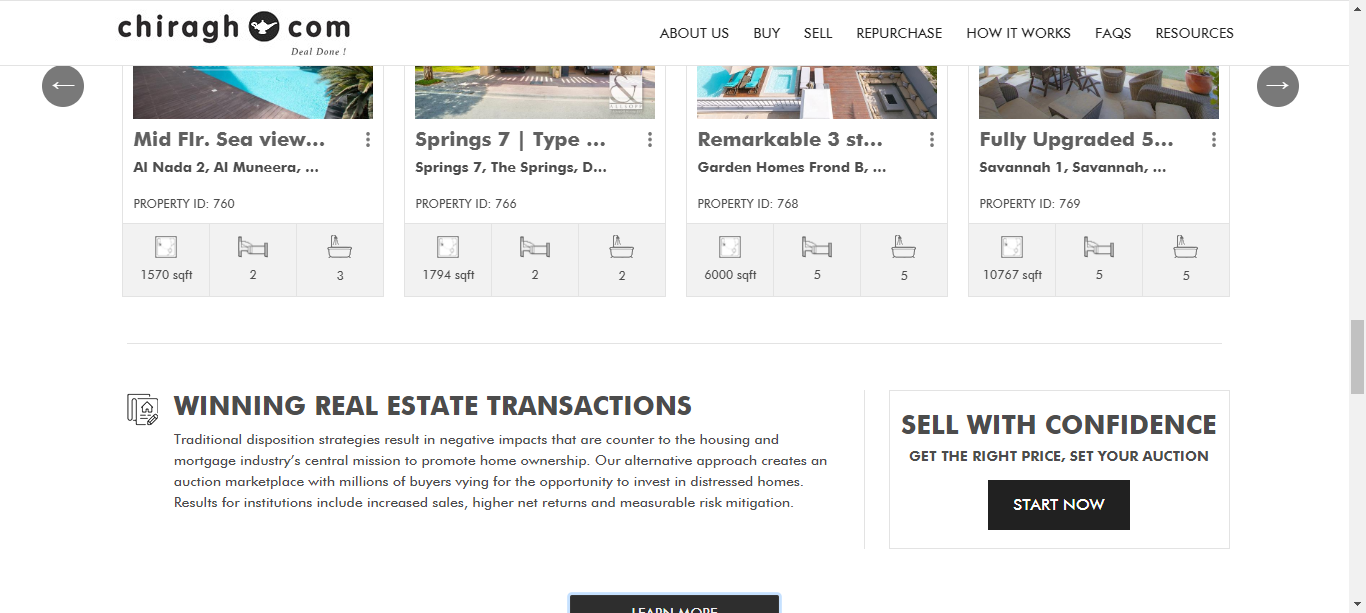 chiragh com
Deal Done !
ABOUT US BUY SELL REPURCHASE HOW IT WORKS FAQS RESOURCES
&
Mid Flr. Sea view...
Al Nada 2, Al Muneera, ...
PROPERTY ID: 760
1570 sqft 2 3
Springs 7 | Type ...
Springs 7, The Springs, D...
PROPERTY ID: 766
1794 sqft 2 2
Remarkable 3 st...
Garden Homes Frond B, ...
PROPERTY ID: 768
6000 sqft 5 5
Fully Upgraded 5...
Savannah 1, Savannah, ...
PROPERTY ID: 769
10767 sqft 5 5
WINNING REAL ESTATE TRANSACTIONS
Traditional disposition strategies result in negative impacts that are counter to the housing and
mortgage industry’s central mission to promote home ownership. Our alternative approach creates an
auction marketplace with millions of buyers vying for the opportunity to invest in distressed homes.
Results for institutions include increased sales, higher net returns and measurable risk mitigation.
SELL WITH CONFIDENCE
GET THE RIGHT PRICE, SET YOUR AUCTION
START NOW
LEARN MORE